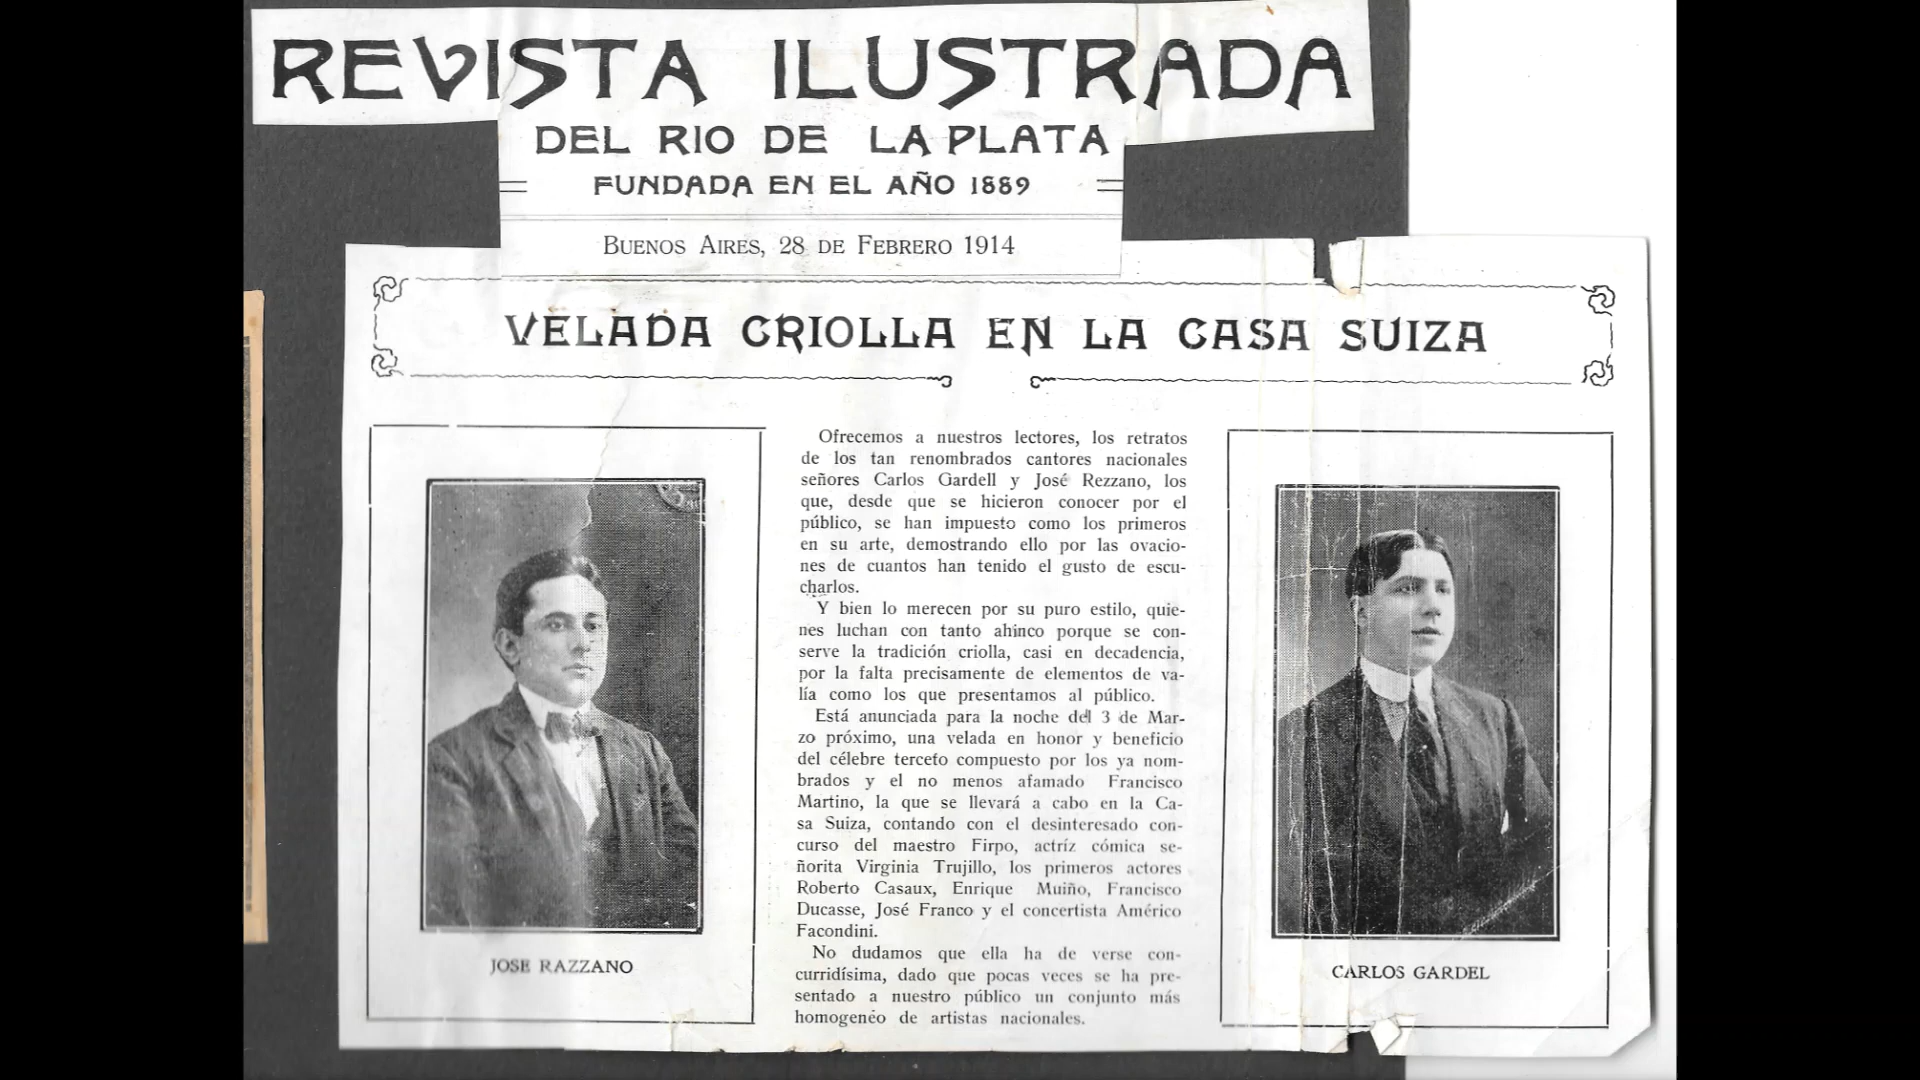 REVISTA ILUSTRADA
DEL RIO DE LA PLATA
FUNDADA EN EL AÑO 1889
BUENOS AIRES, 28 DE FEBRERO 1914
VELADA CRIOLLA EN LA CASA SUIZA
Ofrecemos a nuestros lectores, los retratos
de los tan renombrados cantores nacionales
señores Carlos Gardell y José Rezzano, los
que, desde que se hicieron conocer por el
público, se han impuesto como los primeros
en su arte, demostrando ello por las ovacio-
nes de cuantos han tenido el gusto de escu-
charlos.
Y bien lo merecen por su puro estilo, quie-
nes luchan con tanto ahinco porque se con-
serve la tradición criolla, casi en decadencia,
por la falta precisamente de elementos de va-
lía como los que presentamos al público.
Está anunciada para la noche del 3 de Mar-
zo próximo, una velada en honor y beneficio
del célebre terceto compuesto por los ya nom-
brados y el no menos afamado Francisco
Martino, la que se llevará a cabo en la Ca-
sa Suiza, contando con el desinteresado con-
curso del maestro Firpo, actríz cómica se-
ñorita Virginia Trujillo, los primeros actores
Roberto Casaux, Enrique Muiño, Francisco
Ducasse, José Franco y el concertista Américo
Facondini.
No dudamos que ella ha de verse con-
curridísima, dado que pocas veces se ha pre-
sentado a nuestro público un conjunto más
homogenéo de artistas nacionales.
JOSE RAZZANO
CARLOS GARDEL